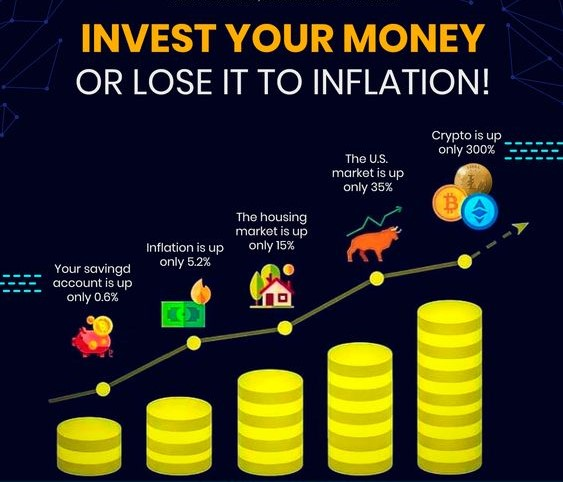 INVEST YOUR MONEY
OR LOSE IT TO INFLATION!
Crypto is up
only 300%
The U.S.
market is up
only 35%
The housing
market is up
only 15%
Inflation is up
only 5.2%
Your savingd
account is up
only 0.6%